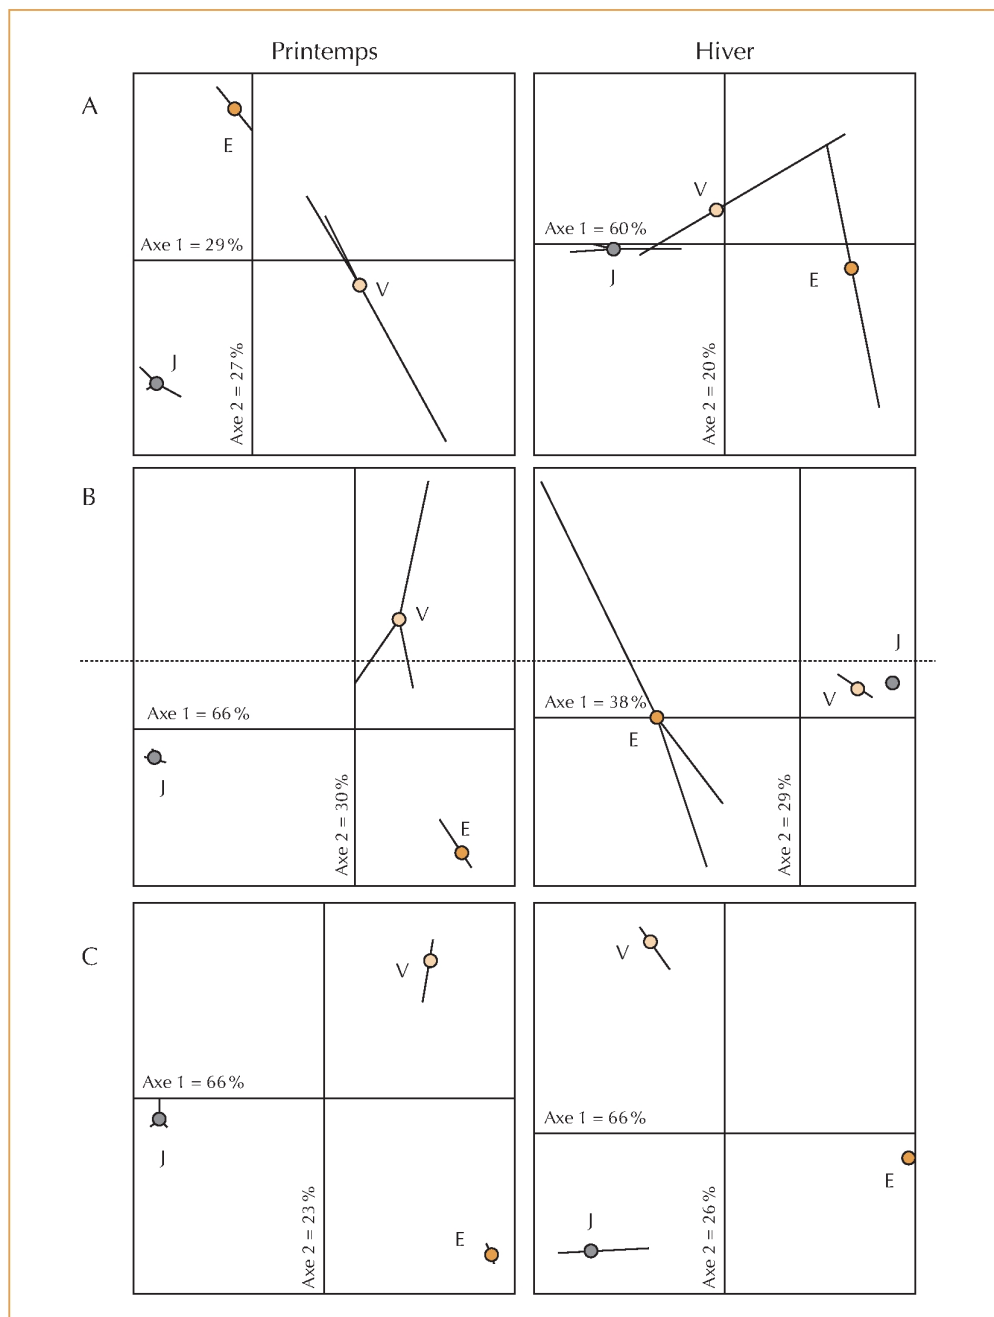 Printemps Hiver
A
E
Axe 1 = 29 %
V
J
Axe 2 = 27 %
V
Axe 1 = 60 %
J
E
Axe 2 = 20 %
B
V
Axe 1 = 66 %
J
Axe 2 = 30 %
E
J
V
Axe 1 = 38 %
E
Axe 2 = 29 %
C
V
Axe 1 = 66 %
J
Axe 2 = 23 %
E
V
Axe 1 = 66 %
E
J
Axe 2 = 26 %